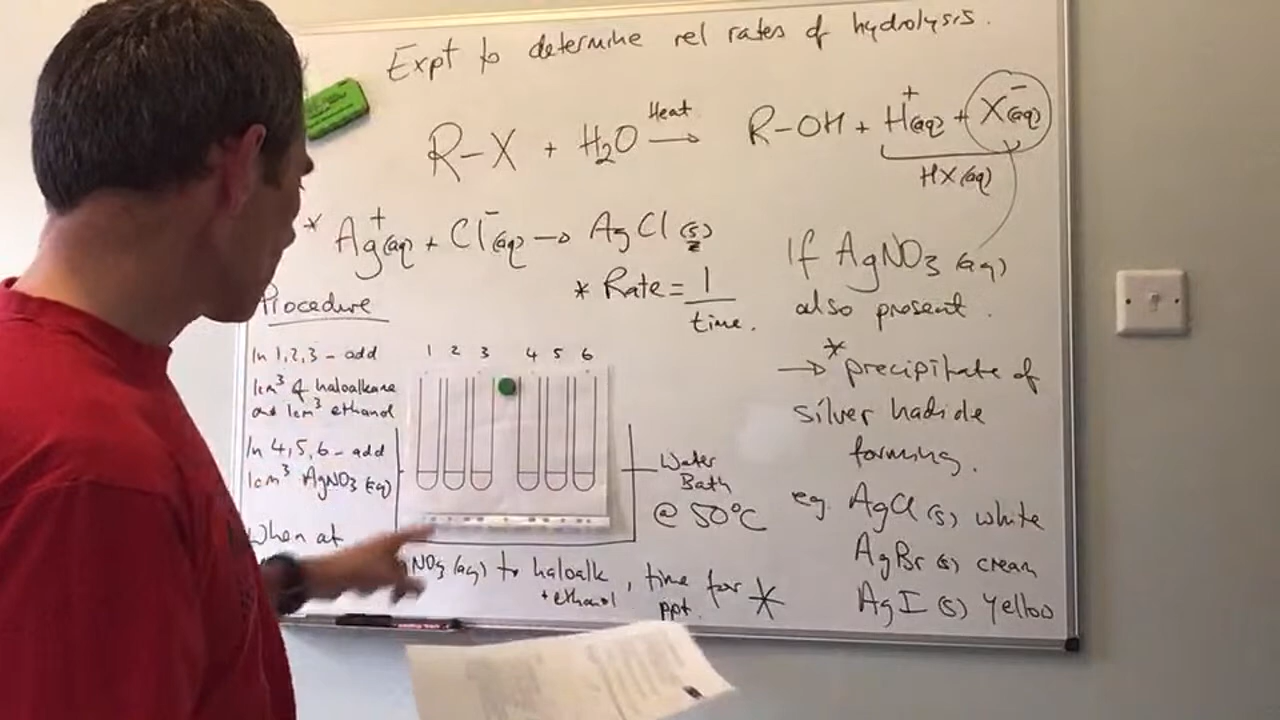 Expt to determine rel rates of hydrolysis.
R-X + H₂O Heat → R-OH + H⁺(aq) + X⁻(aq)
HX(aq)
* Ag⁺(aq) + Cl⁻(aq) → AgCl(s)
* Rate = 1/time.
If AgNO₃(aq)
also present.
→ * precipitate of
silver halide
forming.
eg. AgCl(s) white
AgBr(s) cream
AgI(s) Yellow
Procedure
In 1,2,3 - add
1cm³ of haloalkane
and 1cm³ ethanol
In 4,5,6 - add
1cm³ AgNO₃(aq)
When at
NO₃(aq) to haloalk
+ ethanol
, time for *
ppt.
1 2 3 4 5 6
Water
Bath
@ 50°C